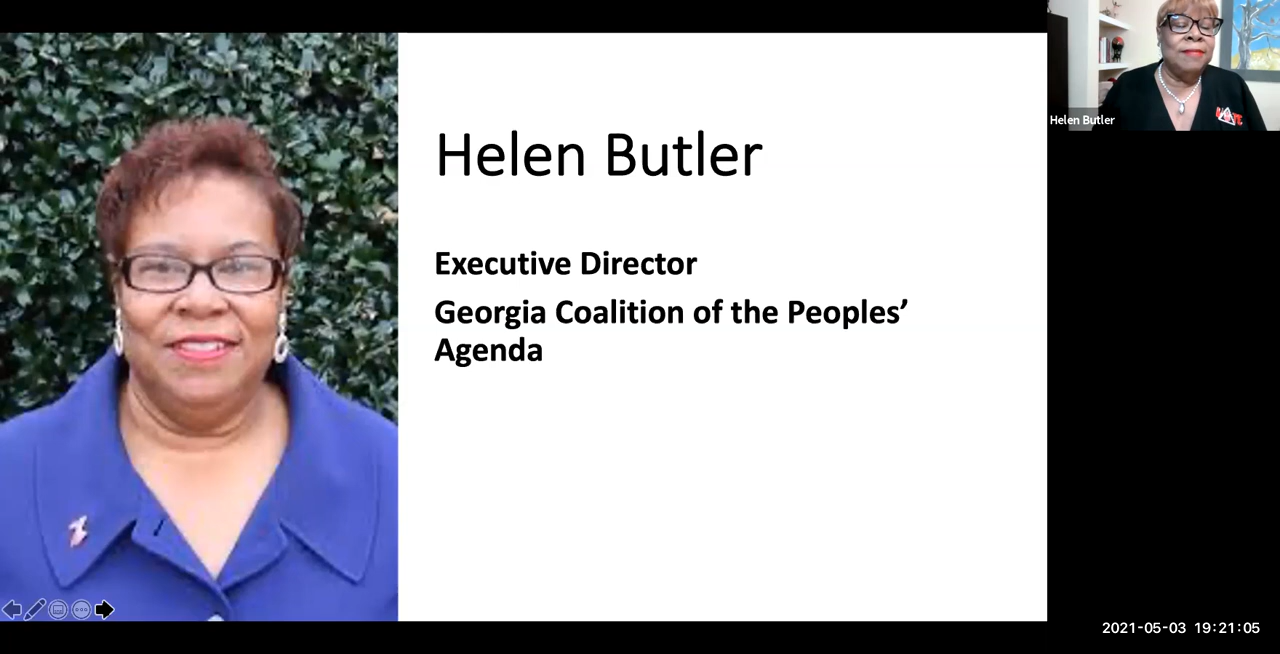 Helen Butler
Executive Director
Georgia Coalition of the Peoples’
Agenda
Helen Butler
2021-05-03 19:21:05